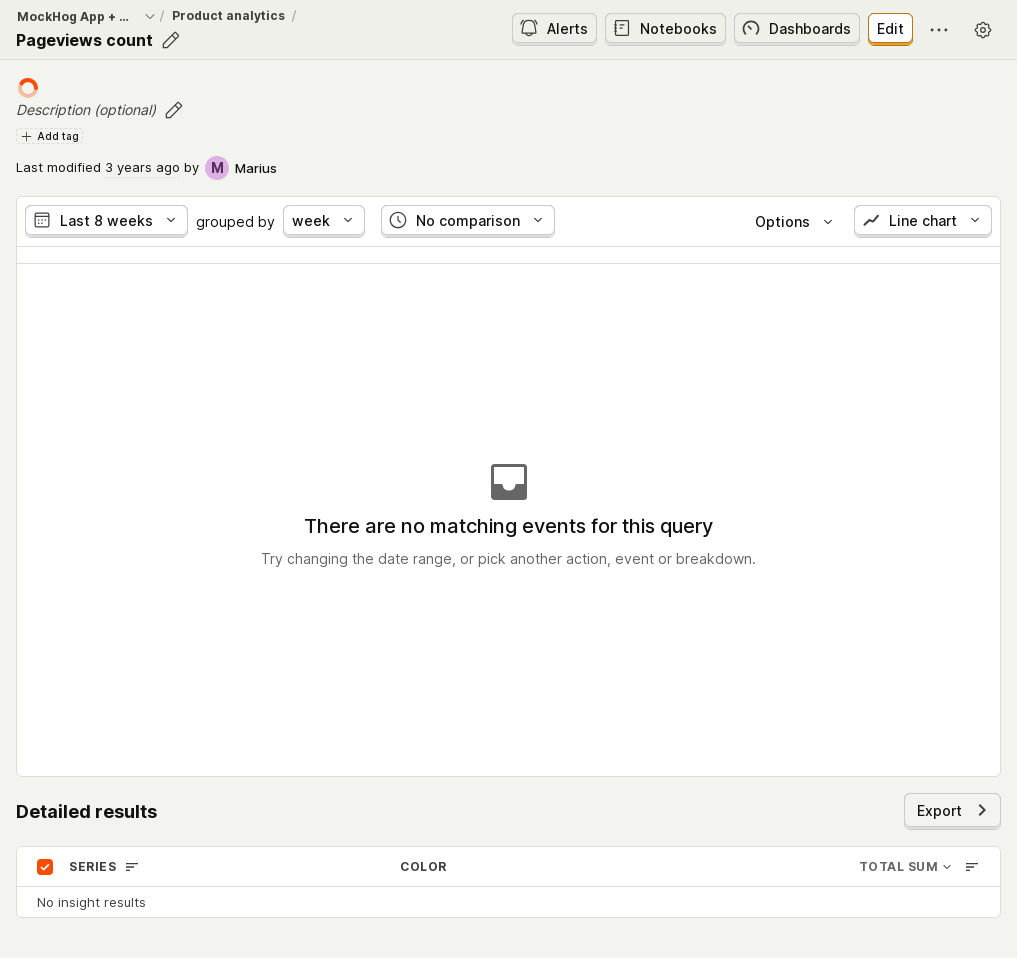 MockHog App + ... / Product analytics /
Pageviews count
Alerts Notebooks Dashboards Edit
Description (optional)
Add tag
Last modified 3 years ago by M Marius
Last 8 weeks grouped by week No comparison Options Line chart
There are no matching events for this query
Try changing the date range, or pick another action, event or breakdown.
Detailed results Export
SERIES COLOR TOTAL SUM
No insight results